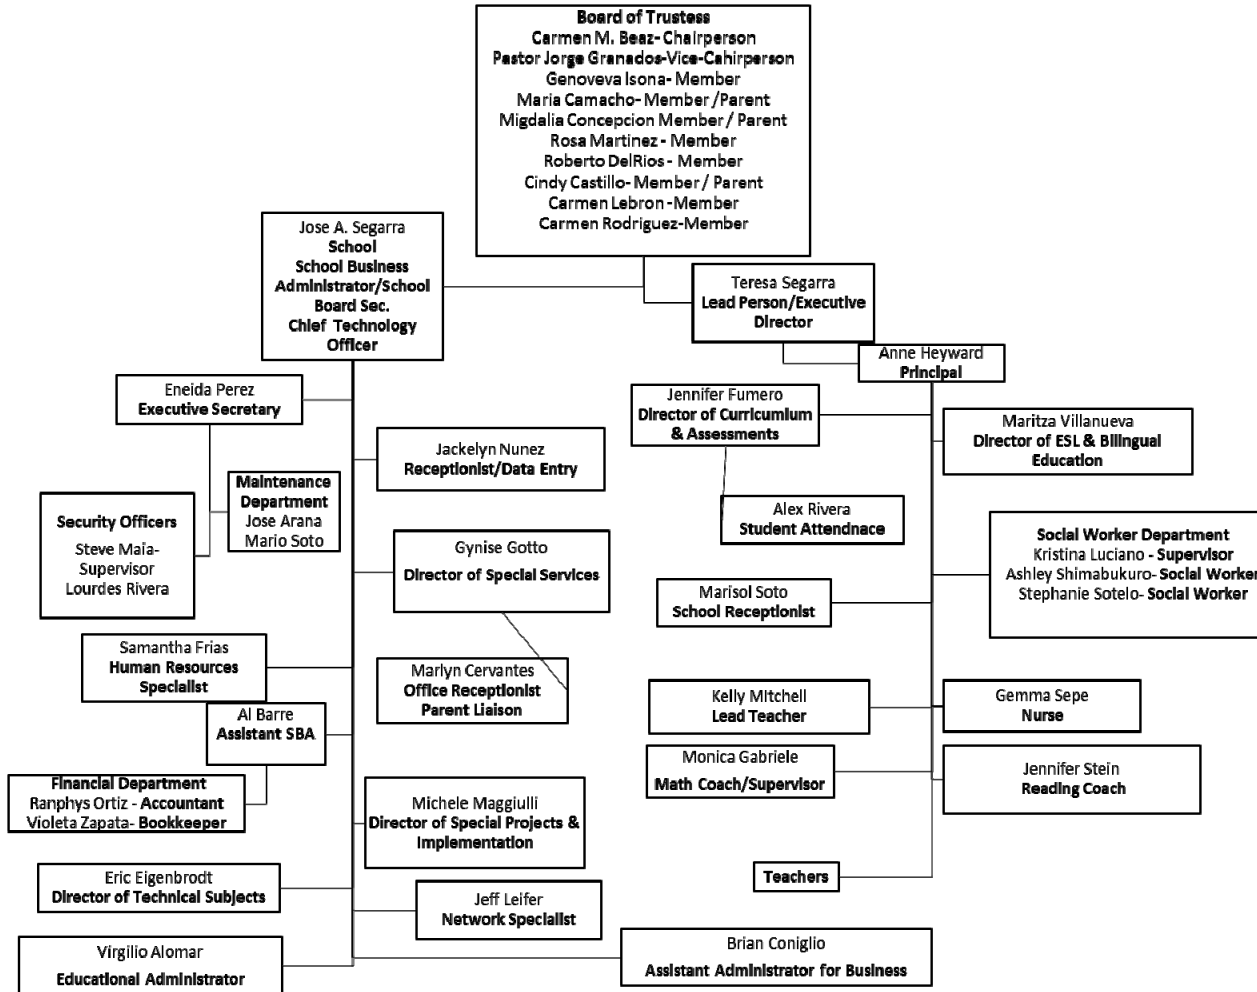 Board of Trustess
Carmen M. Beaz- Chairperson
Pastor Jorge Granados-Vice-Cahirperson
Genoveva Isona- Member
Maria Camacho- Member /Parent
Migdalia Concepcion Member / Parent
Rosa Martinez - Member
Roberto DelRios - Member
Cindy Castillo- Member / Parent
Carmen Lebron -Member
Carmen Rodriguez-Member
Jose A. Segarra
School
School Business
Administrator/School
Board Sec.
Chief Technology
Officer
Teresa Segarra
Lead Person/Executive
Director
Anne Heyward
Principal
Eneida Perez
Executive Secretary
Jackelyn Nunez
Receptionist/Data Entry
Jennifer Fumero
Director of Curricumium
& Assessments
Maritza Villanueva
Director of ESL & Bilingual
Education
Maintenance
Department
Jose Arana
Mario Soto
Security Officers
Steve Maia-
Supervisor
Lourdes Rivera
Gynise Gotto
Director of Special Services
Alex Rivera
Student Attendnace
Social Worker Department
Kristina Luciano - Supervisor
Ashley Shimabukuro- Social Worker
Stephanie Sotelo- Social Worker
Marisol Soto
School Receptionist
Samantha Frias
Human Resources
Specialist
Marlyn Cervantes
Office Receptionist
Parent Liaison
Kelly Mitchell
Lead Teacher
Gemma Sepe
Nurse
Al Barre
Assistant SBA
Monica Gabriele
Math Coach/Supervisor
Jennifer Stein
Reading Coach
Financial Department
Ranphys Ortiz - Accountant
Violeta Zapata- Bookkeeper
Michele Maggiulli
Director of Special Projects &
Implementation
Eric Eigenbrodt
Director of Technical Subjects
Teachers
Jeff Leifer
Network Specialist
Virgilio Alomar
Educational Administrator
Brian Coniglio
Assistant Administrator for Business